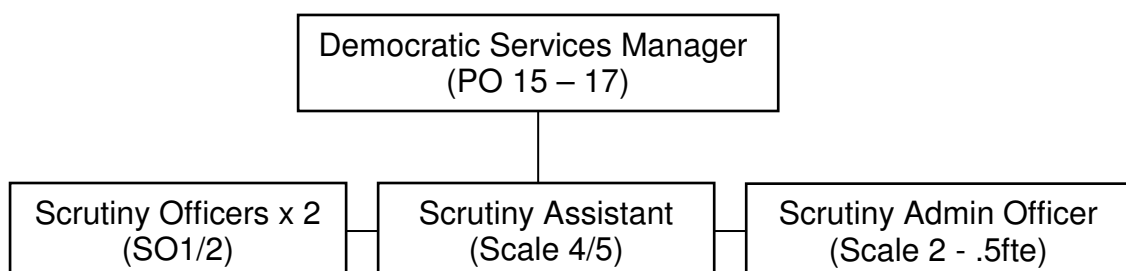 Democratic Services Manager
(PO 15 – 17)
Scrutiny Officers x 2
(SO1/2)
Scrutiny Assistant
(Scale 4/5)
Scrutiny Admin Officer
(Scale 2 - .5fte)